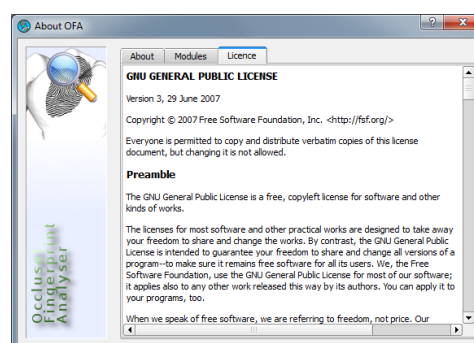 About OFA
About Modules Licence
GNU GENERAL PUBLIC LICENSE
Version 3, 29 June 2007
Copyright © 2007 Free Software Foundation, Inc. <http://fsf.org/>
Everyone is permitted to copy and distribute verbatim copies of this license
document, but changing it is not allowed.
Preamble
The GNU General Public License is a free, copyleft license for software and other
kinds of works.
The licenses for most software and other practical works are designed to take away
your freedom to share and change the works. By contrast, the GNU General Public
License is intended to guarantee your freedom to share and change all versions of a
program--to make sure it remains free software for all its users. We, the Free
Software Foundation, use the GNU General Public License for most of our software;
it applies also to any other work released this way by its authors. You can apply it to
your programs, too.
When we speak of free software, we are referring to freedom, not price. Our
Occlusal
Fingerprint
Analyser